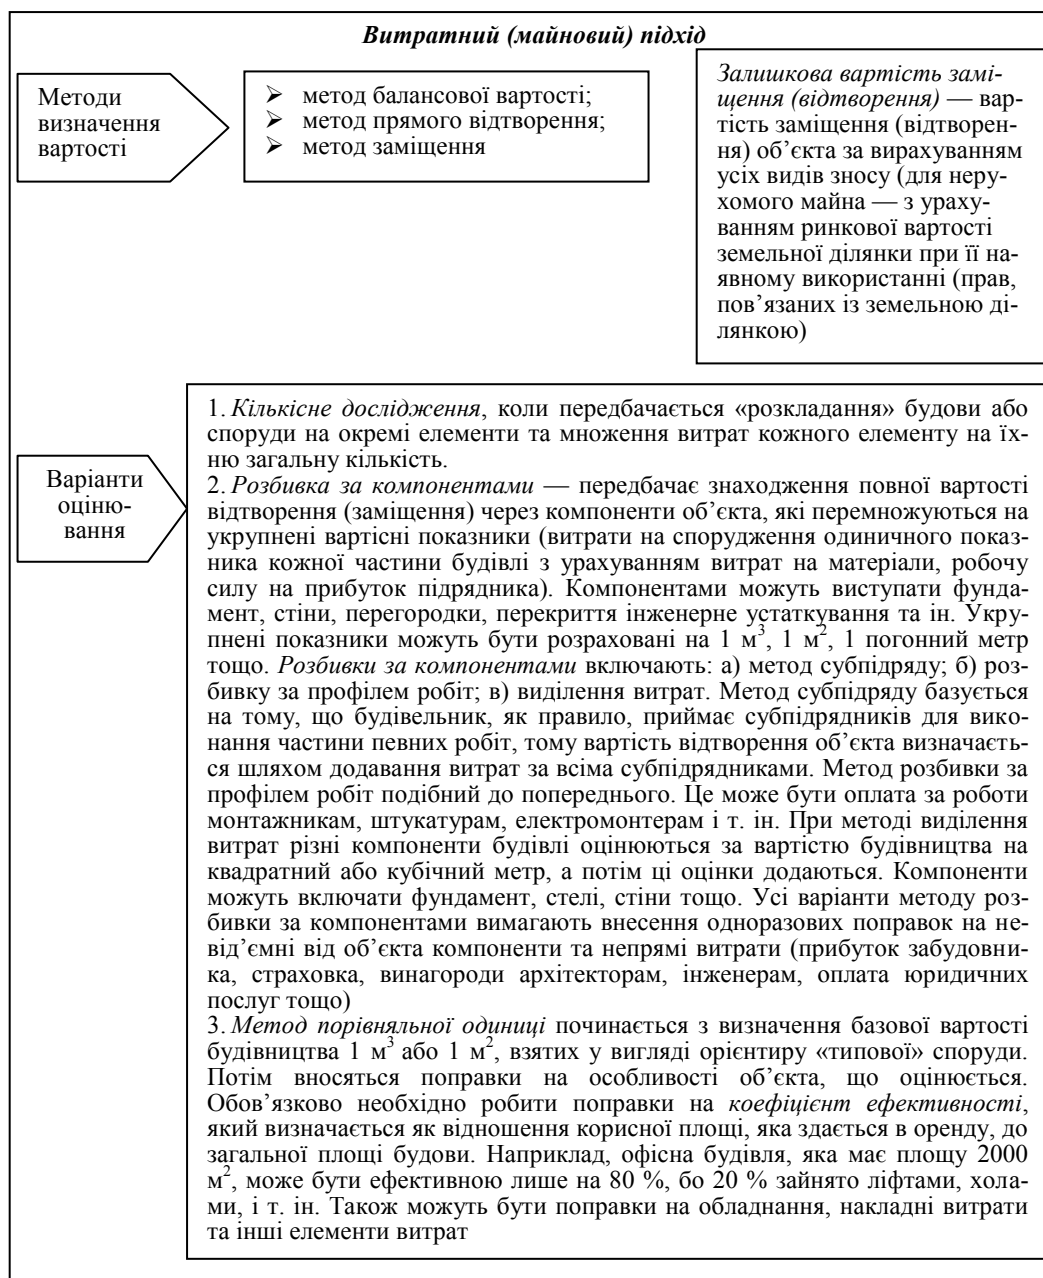 Витратний (майновий) підхід
Методи
визначення
вартості
➢ метод балансової вартості;
➢ метод прямого відтворення;
➢ метод заміщення
Залишкова вартість замі-
щення (відтворення) — вар-
тість заміщення (відтворен-
ня) об’єкта за вирахуванням
усіх видів зносу (для неру-
хомого майна — зураху-
ванням ринкової вартості
земельної ділянки при її на-
явному використанні (прав,
пов’язаних із земельною ді-
лянкою)
Варіанти
оціню-
вання
1. Кількісне дослідження, коли передбачається «розкладання» будови або
споруди на окремі елементи та множення витрат кожного елементу на їх-
ню загальну кількість.
2. Розбивка за компонентами — передбачає знаходження повної вартості
відтворення (заміщення) через компоненти об’єкта, які перемножуються на
укрупнені вартісні показники (витрати на спорудження одиничного показ-
ника кожної частини будівлі з урахуванням витрат на матеріали, робочу
силу на прибуток підрядника). Компонентами можуть виступати фунда-
мент, стіни, перегородки, перекриття інженерне устаткування та ін. Укру-
пнені показники можуть бути розраховані на 1 м³, 1 м², 1 погонний метр
тощо. Розбивки за компонентами включають: а) метод субпідряду; б) роз-
бивку за профілем робіт; в) виділення витрат. Метод субпідряду базується
на тому, що будівельник, як правило, приймає субпідрядників для вико-
нання частини певних робіт, тому вартість відтворення об’єкта визначаєть-
ся шляхом додавання витрат за всіма субпідрядниками. Метод розбивки за
профілем робіт подібний до попереднього. Це може бути оплата за роботи
монтажникам, штукатурам, електромонтерам і т. ін. При методі виділення
витрат різні компоненти будівлі оцінюються за вартістю будівництва на
квадратний або кубічний метр, а потім ці оцінки додаються. Компоненти
можуть включати фундамент, стелі, стіни тощо. Усі варіанти методу роз-
бивки за компонентами вимагають внесення одноразових поправок на не-
від’ємні від об’єкта компоненти та непрямі витрати (прибуток забудовни-
ка, страховка, винагороди архітекторам, інженерам, оплата юридичних
послуг тощо)
3. Метод порівняльної одиниці починається з визначення базової вартості
будівництва 1 м³ або 1 м², взятих у вигляді орієнтиру «типової» споруди.
Потім вносяться поправки на особливості об’єкта, що оцінюється.
Обов’язково необхідно робити поправки на коефіцієнт ефективності,
який визначається як відношення корисної площі, яка здається в оренду, до
загальної площі будови. Наприклад, офісна будівля, яка має площу 2000
м², може бути ефективною лише на 80 %, бо 20 % зайнято ліфтами, хола-
ми, і т. ін. Також можуть бути поправки на обладнання, накладні витрати
та інші елементи витрат